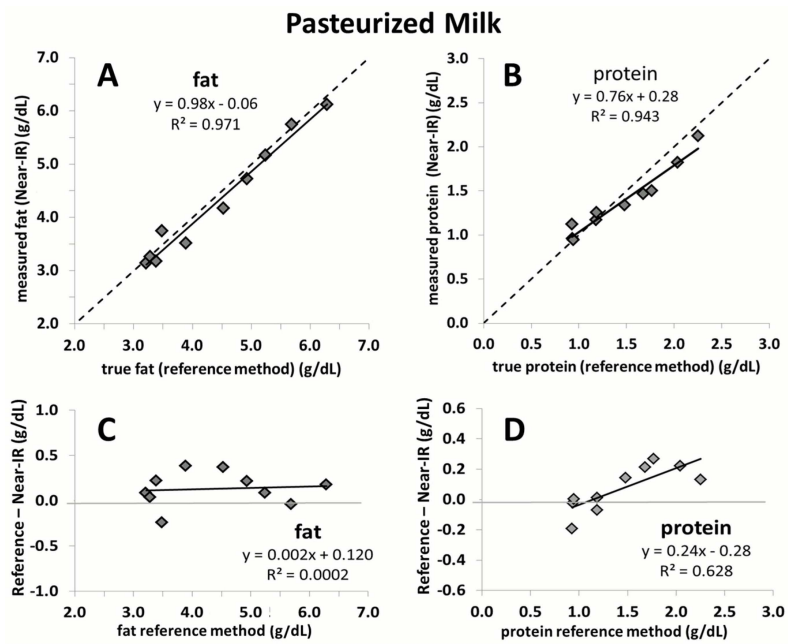 Pasteurized Milk
A
fat
y = 0.98x - 0.06
R² = 0.971
measured fat (Near-IR) (g/dL)
7.0
6.0
5.0
4.0
3.0
2.0
2.0 3.0 4.0 5.0 6.0 7.0
true fat (reference method) (g/dL)
B
protein
y = 0.76x + 0.28
R² = 0.943
measured protein (Near-IR) (g/dL)
3.0
2.5
2.0
1.5
1.0
0.5
0.0
0.0 0.5 1.0 1.5 2.0 2.5 3.0
true protein (reference method) (g/dL)
C
Reference – Near-IR (g/dL)
1.0
0.5
0.0
-0.5
-1.0
fat
y = 0.002x + 0.120
R² = 0.0002
2.0 3.0 4.0 5.0 6.0 7.0
fat reference method (g/dL)
D
Reference – Near-IR (g/dL)
0.6
0.4
0.2
0.0
-0.2
-0.4
-0.6
protein
y = 0.24x - 0.28
R² = 0.628
0.0 0.5 1.0 1.5 2.0 2.5 3.0
protein reference method (g/dL)